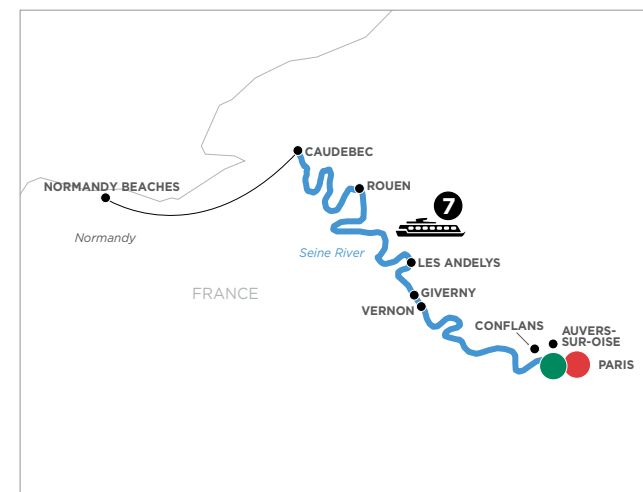 CAUDEBEC
NORMANDY BEACHES
ROUEN
7
Normandy
Seine River
LES ANDELYS
FRANCE
GIVERNY
VERNON
CONFLANS
AUVERS-
SUR-OISE
PARIS